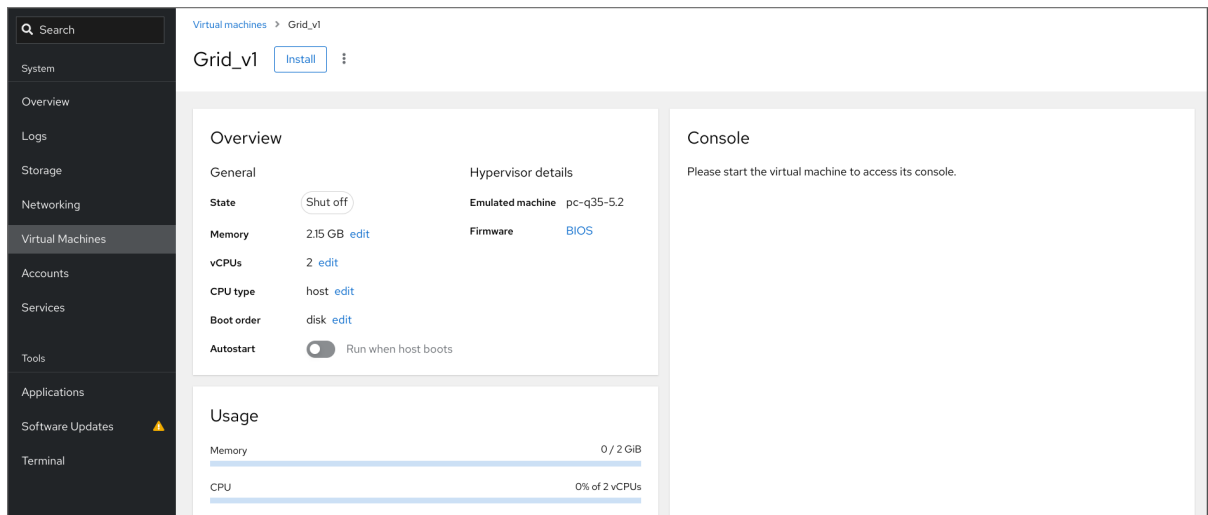 Search
System
Overview
Logs
Storage
Networking
Virtual Machines
Accounts
Services
Tools
Applications
Software Updates
Terminal
Virtual machines > Grid_v1
Grid_v1 Install
Overview
General
State Shut off
Memory 2.15 GB edit
vCPUs 2 edit
CPU type host edit
Boot order disk edit
Autostart Run when host boots
Hypervisor details
Emulated machine pc-q35-5.2
Firmware BIOS
Usage
Memory 0 / 2 GiB
CPU 0% of 2 vCPUs
Console
Please start the virtual machine to access its console.